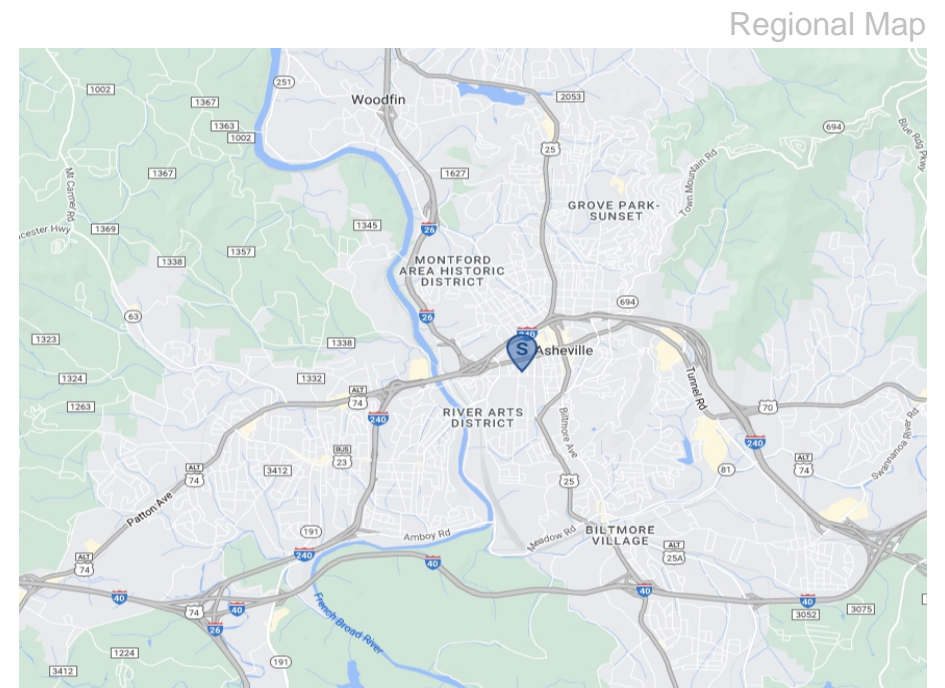 Regional Map
251
Woodfin
1002
1367
2053
1363
1002
694
Blue Rdg Pkwy
25
1367
1627
Town Mountain Rd
Mt Carmel Rd
GROVE PARK-
SUNSET
cester Hwy
1369
1345
26
1357
1338
MONTFORD
AREA HISTORIC
DISTRICT
694
63
26
240
1323
1338
S
Asheville
1324
1332
ALT
74
Tunnel Rd
1263
240
RIVER ARTS
DISTRICT
Biltmore Ave
70
240
Swannanoa River Rd
BUS
23
ALT
74
3412
81
ALT
74
25
Patton Ave
191
Amboy Rd
Meadow Rd
BILTMORE
VILLAGE
ALT
25A
240
ALT
74
40
40
40
74
40
26
French Broad River
40
3052
3075
1224
191
3412